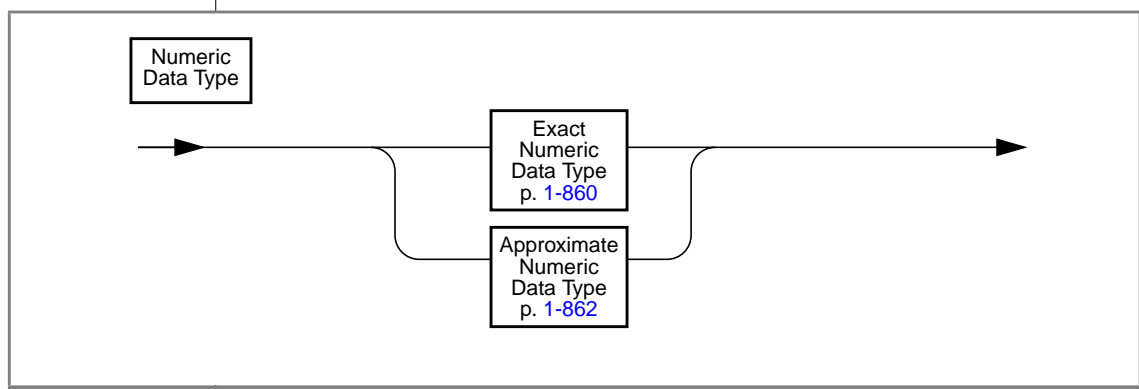 Numeric
Data Type
Exact
Numeric
Data Type
p. 1-860
Approximate
Numeric
Data Type
p. 1-862